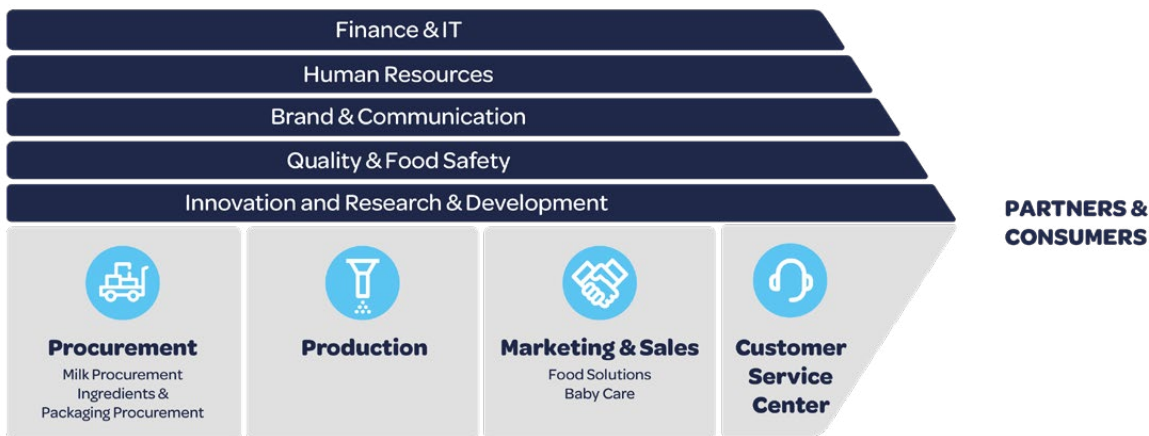 Finance & IT
Human Resources
Brand & Communication
Quality & Food Safety
Innovation and Research & Development
PARTNERS &
CONSUMERS
Procurement
Milk Procurement
Ingredients &
Packaging Procurement
Production
Marketing & Sales
Food Solutions
Baby Care
Customer
Service
Center